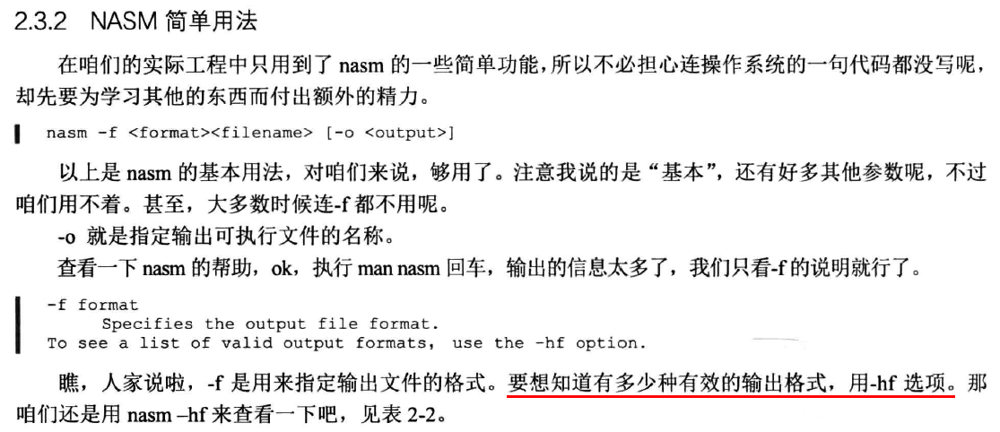 2.3.2 NASM 简单用法
在咱们的实际工程中只用到了 nasm 的一些简单功能，所以不必担心连操作系统的一句代码都没写呢，
却先要为学习其他的东西而付出额外的精力。
nasm -f <format><filename> [-o <output>]
以上是 nasm 的基本用法，对咱们来说，够用了。注意我说的是“基本”，还有好多其他参数呢，不过
咱们用不着。甚至，大多数时候连-f 都不用呢。
-o 就是指定输出可执行文件的名称。
查看一下 nasm 的帮助，ok，执行 man nasm 回车，输出的信息太多了，我们只看-f 的说明就行了。
-f format
Specifies the output file format.
To see a list of valid output formats, use the -hf option.
瞧，人家说啦，-f 是用来指定输出文件的格式。要想知道有多少种有效的输出格式，用-hf 选项。那
咱们还是用 nasm –hf 来查看一下吧，见表 2-2。